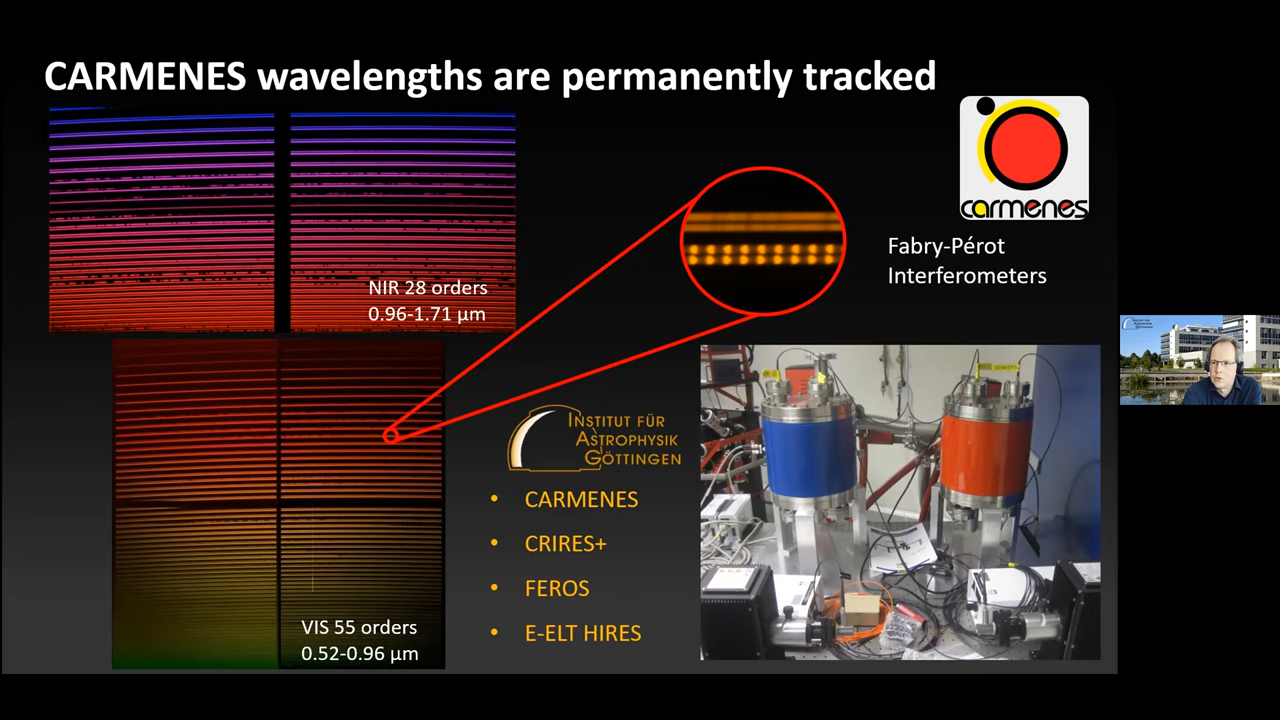 CARMENES wavelengths are permanently tracked
carmenes
NIR 28 orders
0.96-1.71 μm
Fabry-Pérot
Interferometers
INSTITUT FÜR
ASTROPHYSIK
GÖTTINGEN
CARMENES
CRIRES+
FEROS
E-ELT HIRES
VIS 55 orders
0.52-0.96 μm